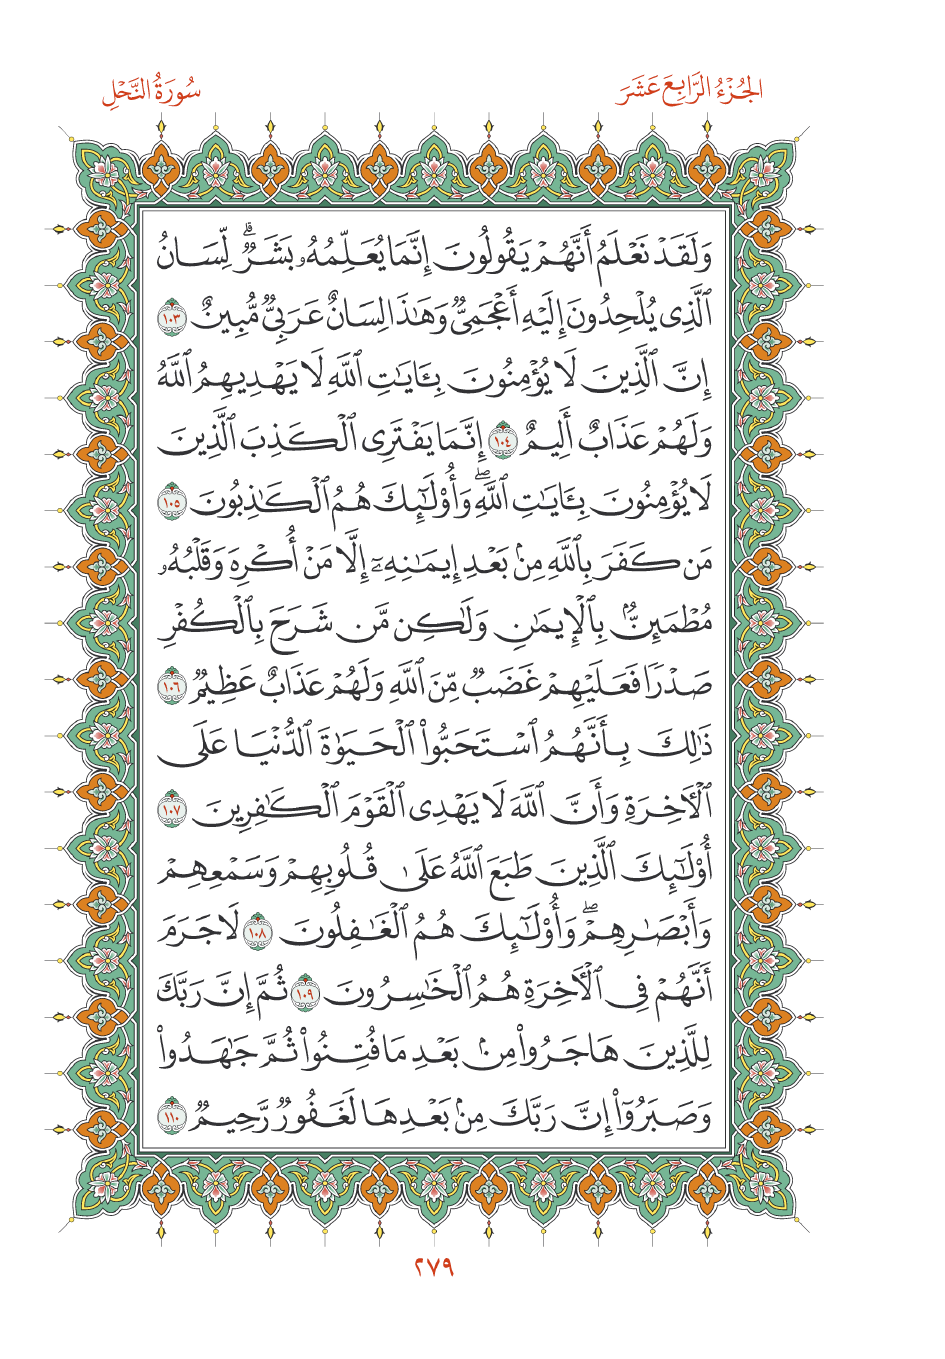 الجُزْءُ الرَّابِعَ عَشَرَ
سُورَةُ النَّحْلِ
وَلَقَدْ نَعْلَمُ أَنَّهُمْ يَقُولُونَ إِنَّمَا يُعَلِّمُهُۥ بَشَرٌۗ لِّسَانُ
ٱلَّذِى يُلْحِدُونَ إِلَيْهِ أَعْجَمِىٌّ وَهَـٰذَا لِسَانٌ عَرَبِىٌّ مُّبِينٌ ١٠٣
إِنَّ ٱلَّذِينَ لَا يُؤْمِنُونَ بِـَٔايَـٰتِ ٱللَّهِ لَا يَهْدِيهِمُ ٱللَّهُ
وَلَهُمْ عَذَابٌ أَلِيمٌ ١٠٤ إِنَّمَا يَفْتَرِى ٱلْكَذِبَ ٱلَّذِينَ
لَا يُؤْمِنُونَ بِـَٔايَـٰتِ ٱللَّهِۖ وَأُو۟لَـٰٓئِكَ هُمُ ٱلْكَـٰذِبُونَ ١٠٥
مَن كَفَرَ بِٱللَّهِ مِنۢ بَعْدِ إِيمَـٰنِهِۦٓ إِلَّا مَنْ أُكْرِهَ وَقَلْبُهُۥ
مُطْمَئِنٌّۢ بِٱلْإِيمَـٰنِ وَلَـٰكِن مَّن شَرَحَ بِٱلْكُفْرِ
صَدْرًا فَعَلَيْهِمْ غَضَبٌ مِّنَ ٱللَّهِ وَلَهُمْ عَذَابٌ عَظِيمٌ ١٠٦
ذَٰلِكَ بِأَنَّهُمُ ٱسْتَحَبُّوا۟ ٱلْحَيَوٰةَ ٱلدُّنْيَا عَلَى
ٱلْـَٔاخِرَةِ وَأَنَّ ٱللَّهَ لَا يَهْدِى ٱلْقَوْمَ ٱلْكَـٰفِرِينَ ١٠٧
أُو۟لَـٰٓئِكَ ٱلَّذِينَ طَبَعَ ٱللَّهُ عَلَىٰ قُلُوبِهِمْ وَسَمْعِهِمْ
وَأَبْصَـٰرِهِمْۖ وَأُو۟لَـٰٓئِكَ هُمُ ٱلْغَـٰفِلُونَ ١٠٨ لَا جَرَمَ
أَنَّهُمْ فِى ٱلْـَٔاخِرَةِ هُمُ ٱلْخَـٰسِرُونَ ١٠٩ ثُمَّ إِنَّ رَبَّكَ
لِلَّذِينَ هَاجَرُوا۟ مِنۢ بَعْدِ مَا فُتِنُوا۟ ثُمَّ جَـٰهَدُوا۟
وَصَبَرُوٓا۟ إِنَّ رَبَّكَ مِنۢ بَعْدِهَا لَغَفُورٌ رَّحِيمٌ ١١٠
٢٧٩